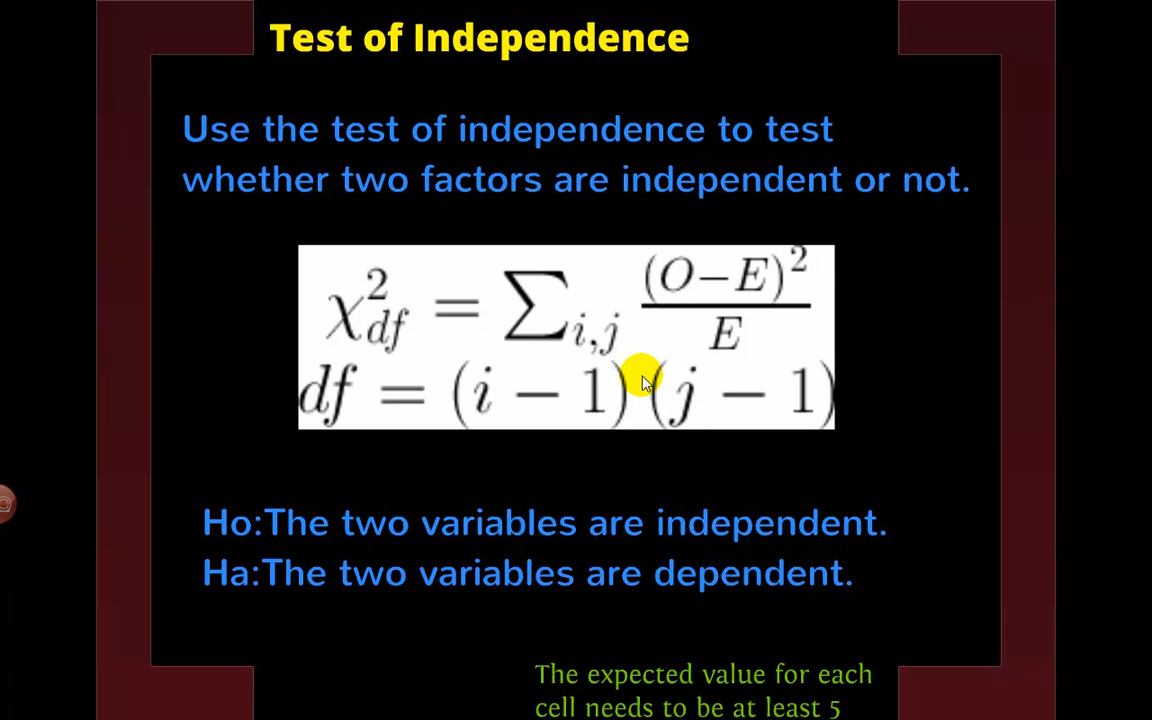 Test of Independence
Use the test of independence to test
whether two factors are independent or not.
χ²_df = ∑_i,j (O−E)²/E
df = (i − 1)(j − 1)
Ho:The two variables are independent.
Ha:The two variables are dependent.
The expected value for each
cell needs to be at least 5